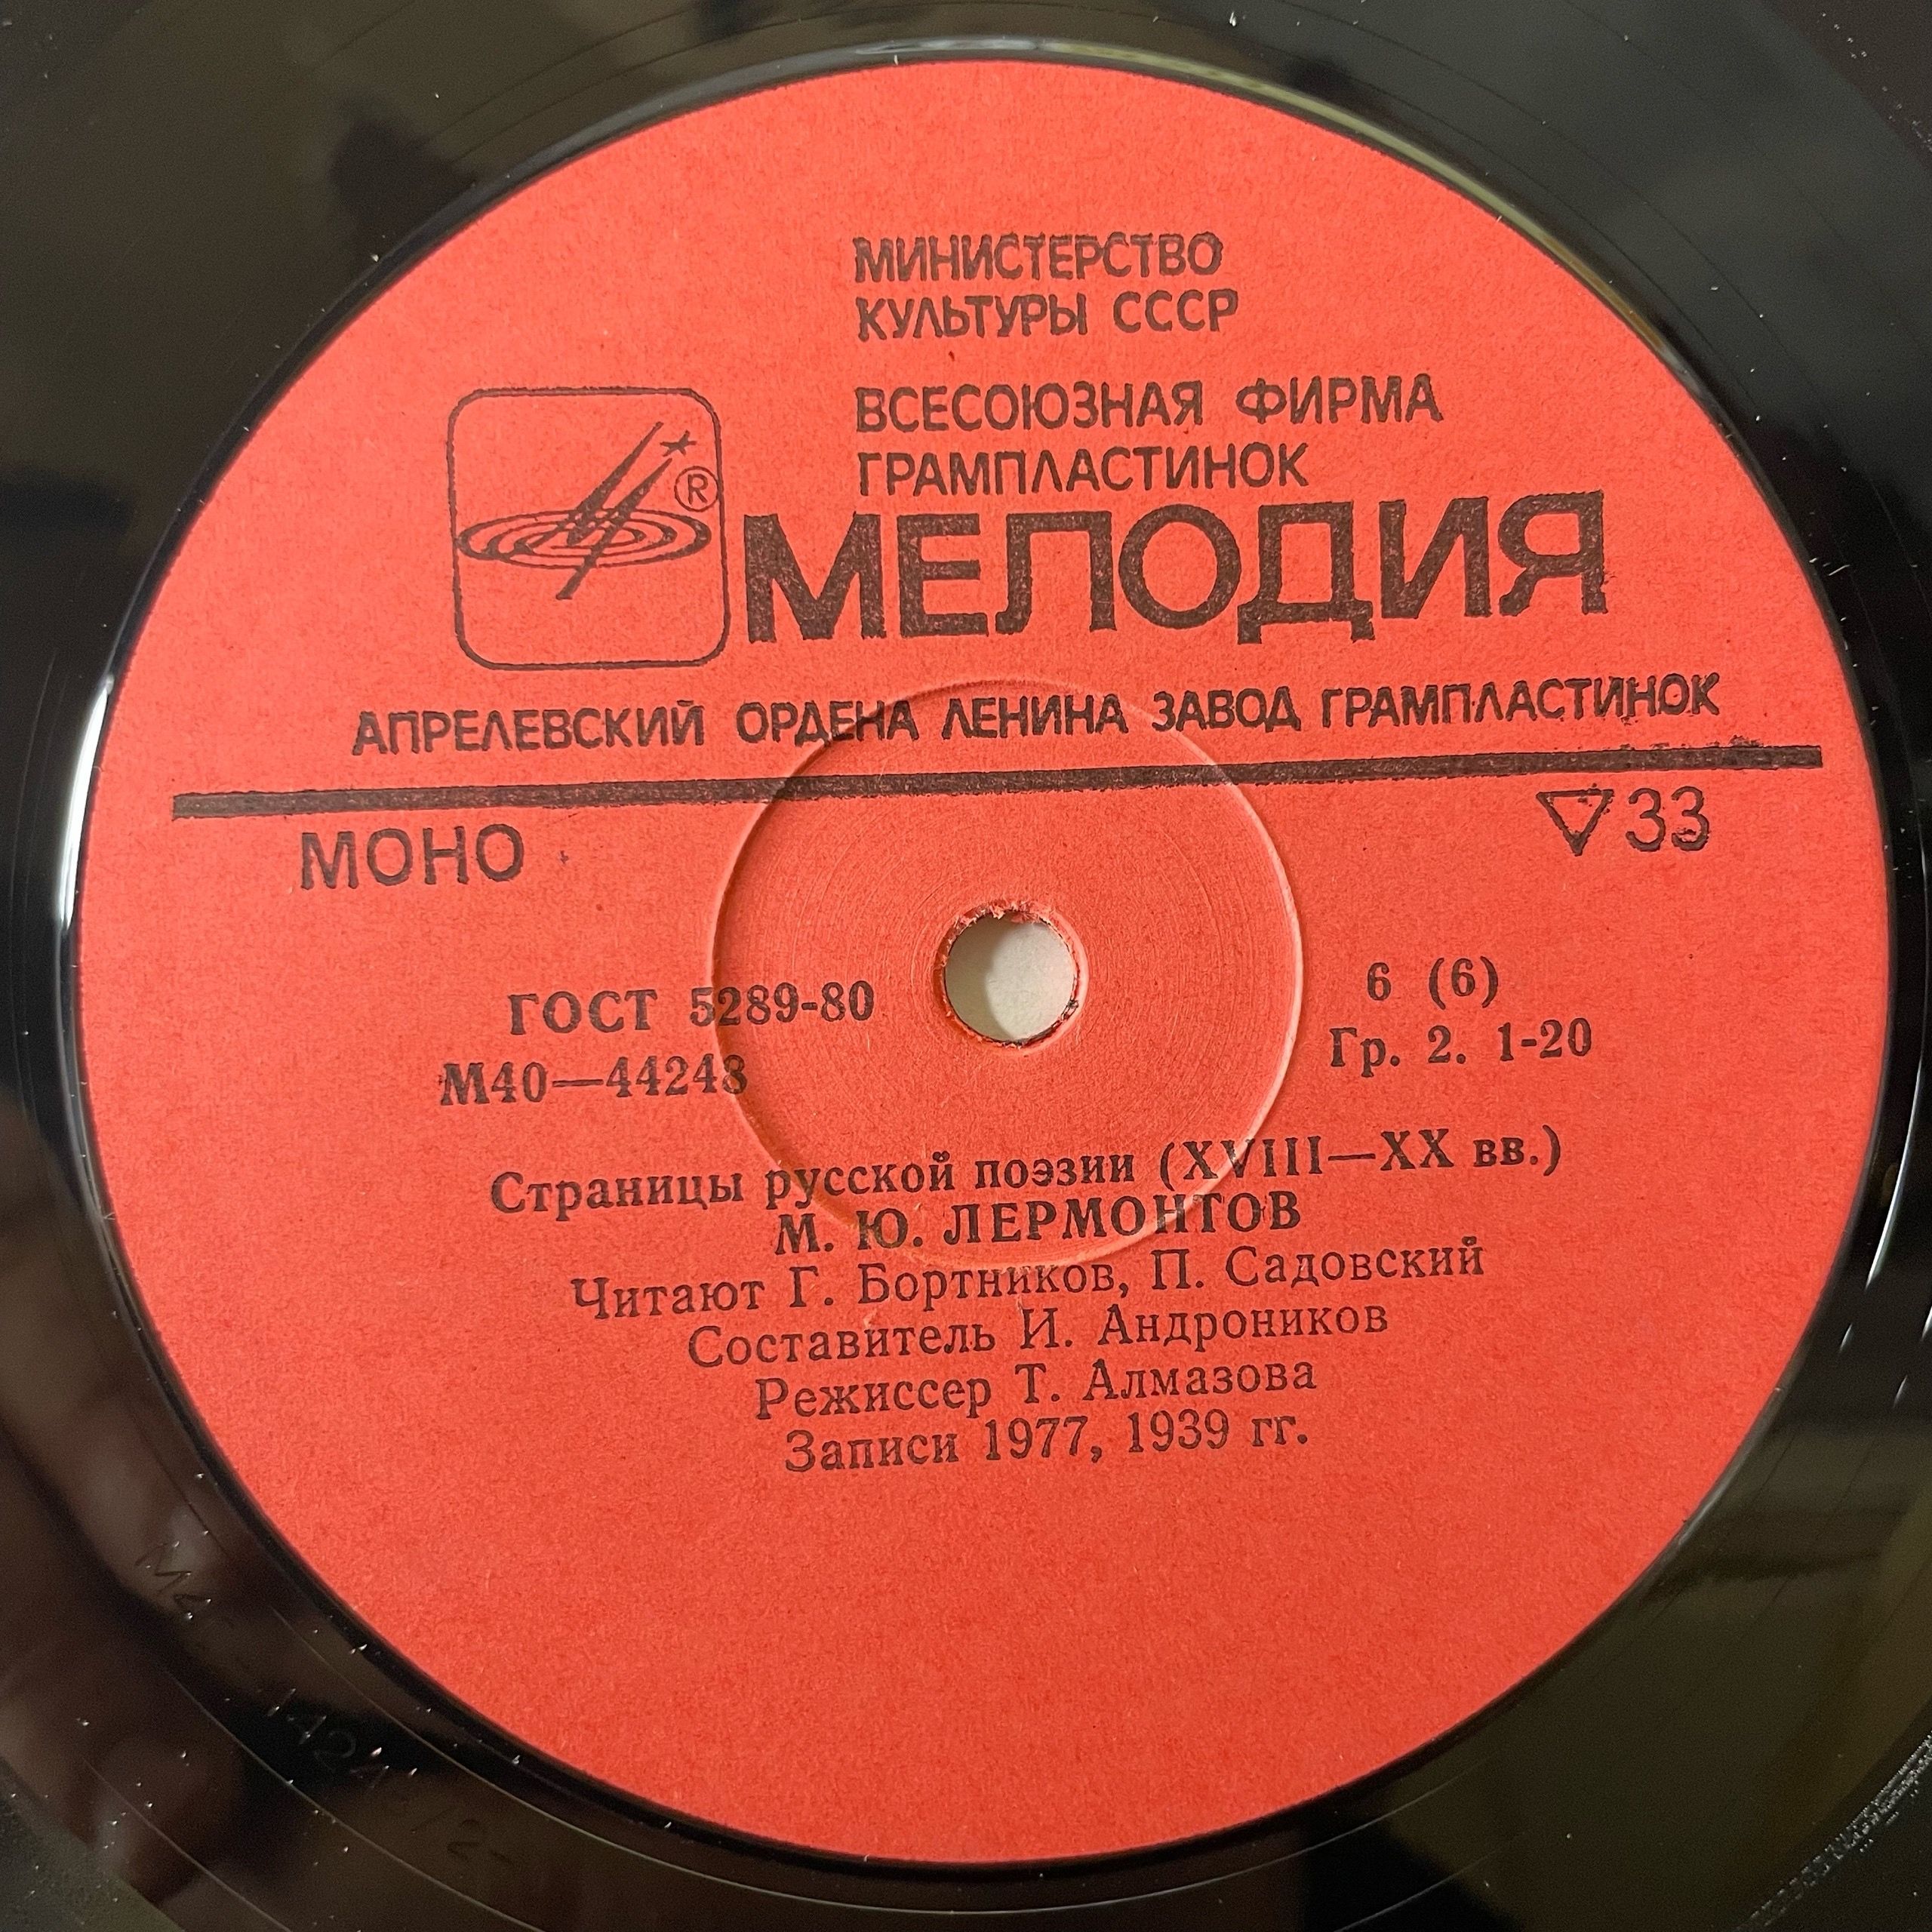 МИНИСТЕРСТВО
КУЛЬТУРЫ СССР
ВСЕСОЮЗНАЯ ФИРМА
ГРАМПЛАСТИНОК
®
МЕЛОДИЯ
АПРЕЛЕВСКИЙ ОРДЕНА ЛЕНИНА ЗАВОД ГРАМПЛАСТИНОК
МОНО
▽33
ГОСТ 5289-80
6 (6)
М40—44248
Гр. 2. 1-20
Страницы русской поэзии (XVIII—XX вв.)
М. Ю. ЛЕРМОНТОВ
Читают Г. Бортников, П. Садовский
Составитель И. Андроников
Режиссер Т. Алмазова
Записи 1977, 1939 гг.